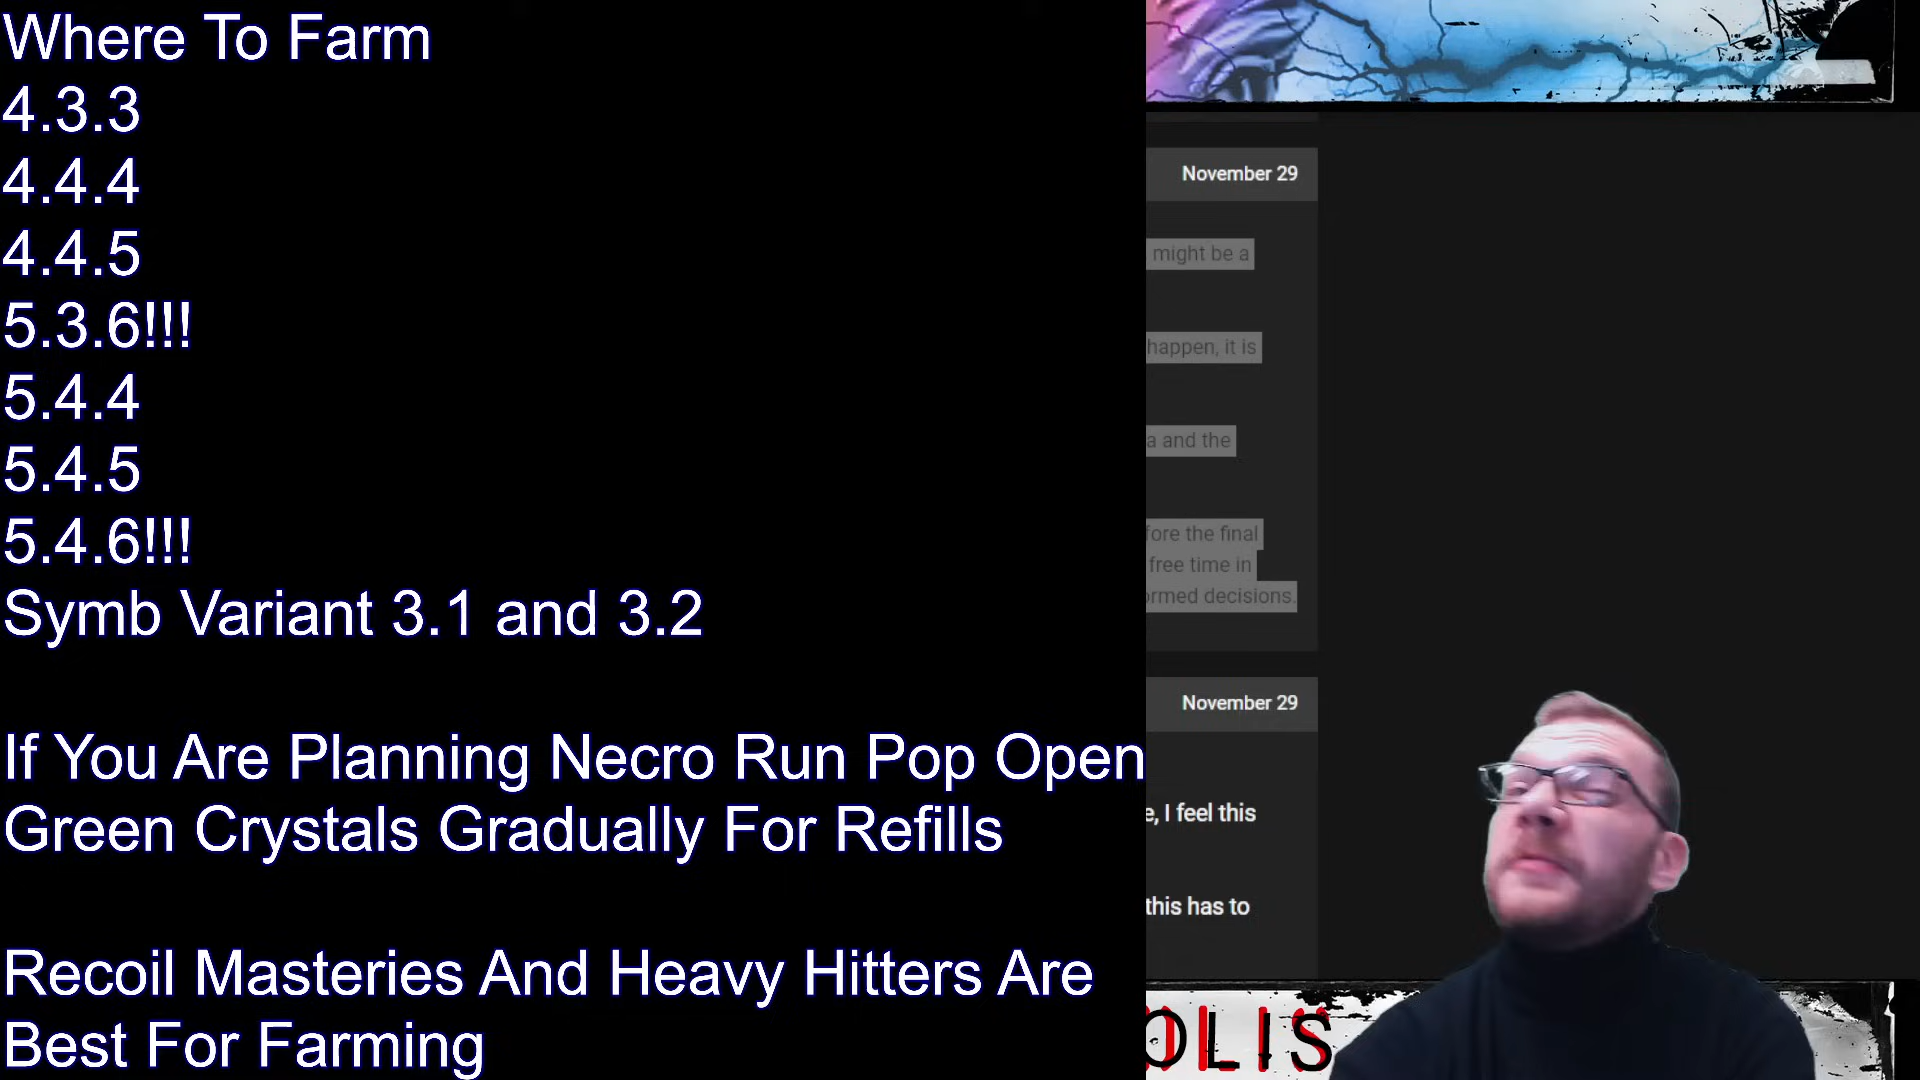 Where To Farm
4.3.3
4.4.4
4.4.5
5.3.6!!!
5.4.4
5.4.5
5.4.6!!!
Symb Variant 3.1 and 3.2
If You Are Planning Necro Run Pop Open
Green Crystals Gradually For Refills
Recoil Masteries And Heavy Hitters Are
Best For Farming
November 29
might be a
happen, it is
a and the
fore the final
free time in
ormed decisions.
November 29
e, I feel this
this has to
OLIS